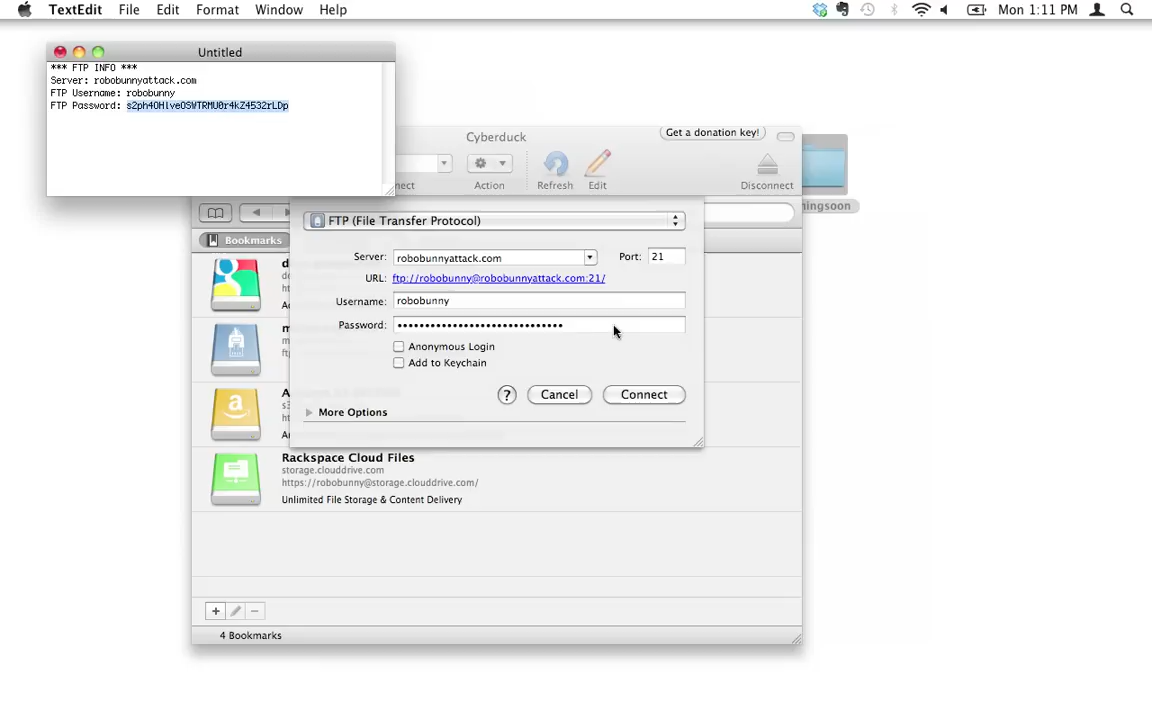 TextEdit File Edit Format Window Help Mon 1:11 PM
Untitled
*** FTP INFO ***
Server: robobunnyattack.com
FTP Username: robobunny
FTP Password:
Cyberduck
Get a donation key!
Action
Refresh
Edit
Disconnect
FTP (File Transfer Protocol)
Bookmarks
Server: robobunnyattack.com Port: 21
URL: ftp://robobunny@robobunnyattack.com:21/
Username: robobunny
Password: ••••••••••••••••••••••••••••••
Anonymous Login
Add to Keychain
? Cancel Connect
More Options
Rackspace Cloud Files
storage.clouddrive.com
https://robobunny@storage.clouddrive.com/
Unlimited File Storage & Content Delivery
4 Bookmarks